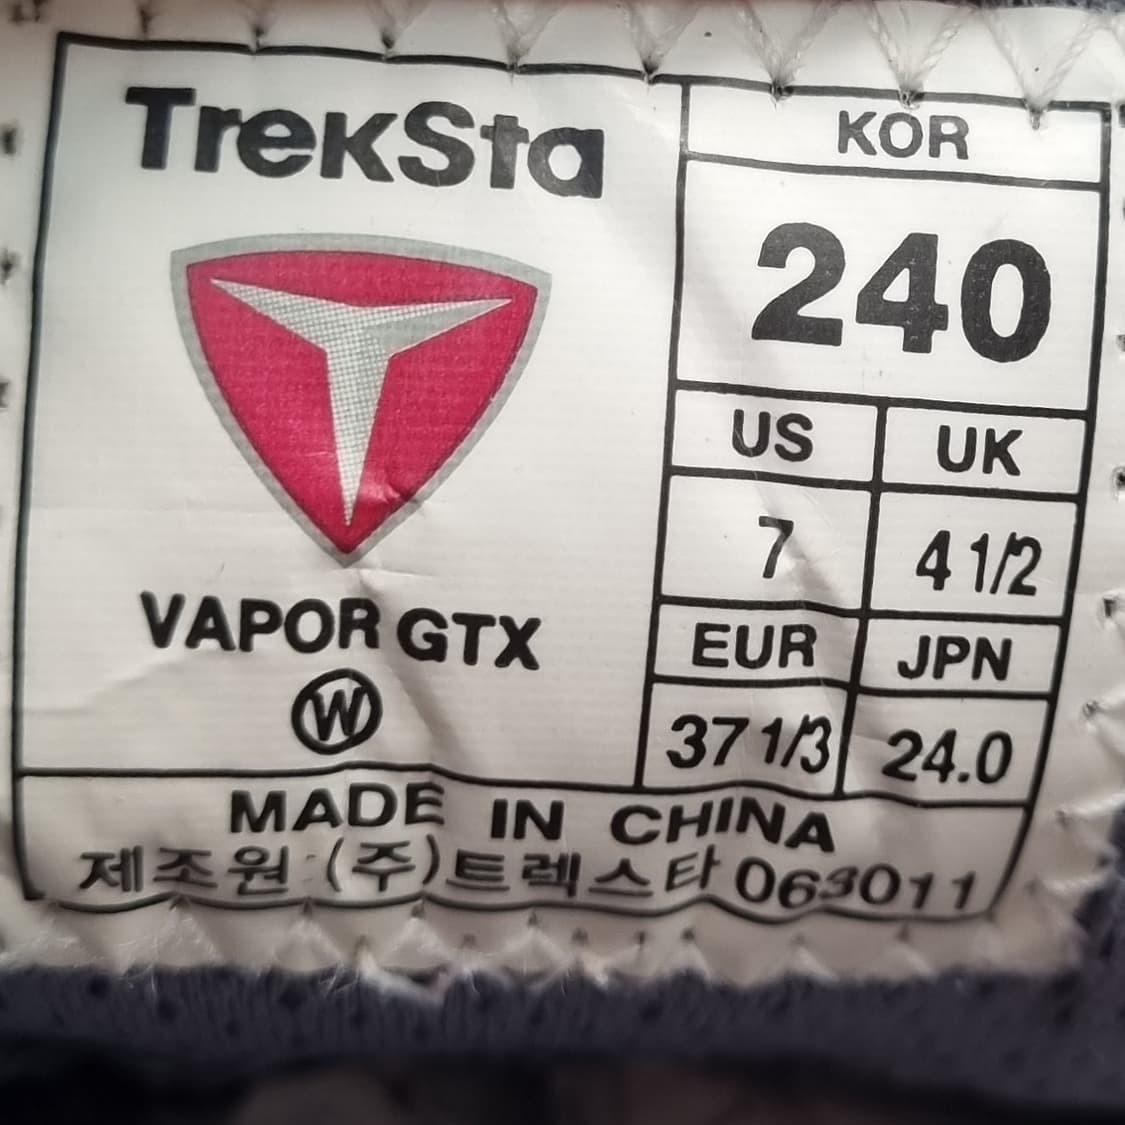 TrekSta
VAPOR GTX
W
KOR
240
US UK
7 4 1/2
EUR JPN
37 1/3 24.0
MADE IN CHINA
제조원:(주)트렉스타 063011